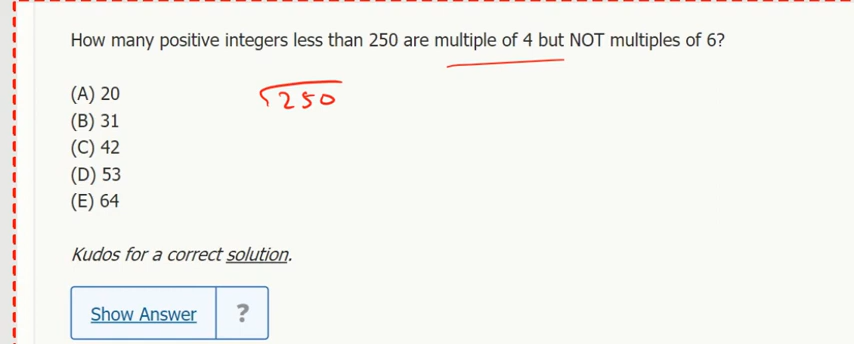 How many positive integers less than 250 are multiple of 4 but NOT multiples of 6?
(A) 20
250
(B) 31
(C) 42
(D) 53
(E) 64
Kudos for a correct solution.
Show Answer ?